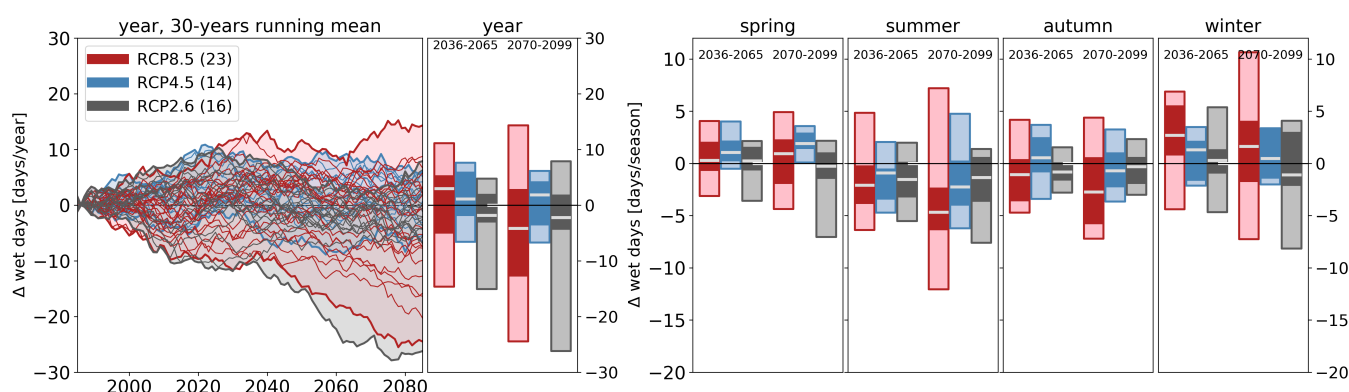 year, 30-years running mean
year
spring
summer
autumn
winter
RCP8.5 (23)
RCP4.5 (14)
RCP2.6 (16)
2036-2065 2070-2099
2036-2065 2070-2099
2036-2065 2070-2099
2036-2065 2070-2099
2036-2065 2070-2099
Δ wet days [days/year]
30
20
10
0
−10
−20
−30
2000 2020 2040 2060 2080
30
20
10
0
−10
−20
−30
Δ wet days [days/season]
10
5
0
−5
−10
−15
−20
10
5
0
−5
−10
−15
−20